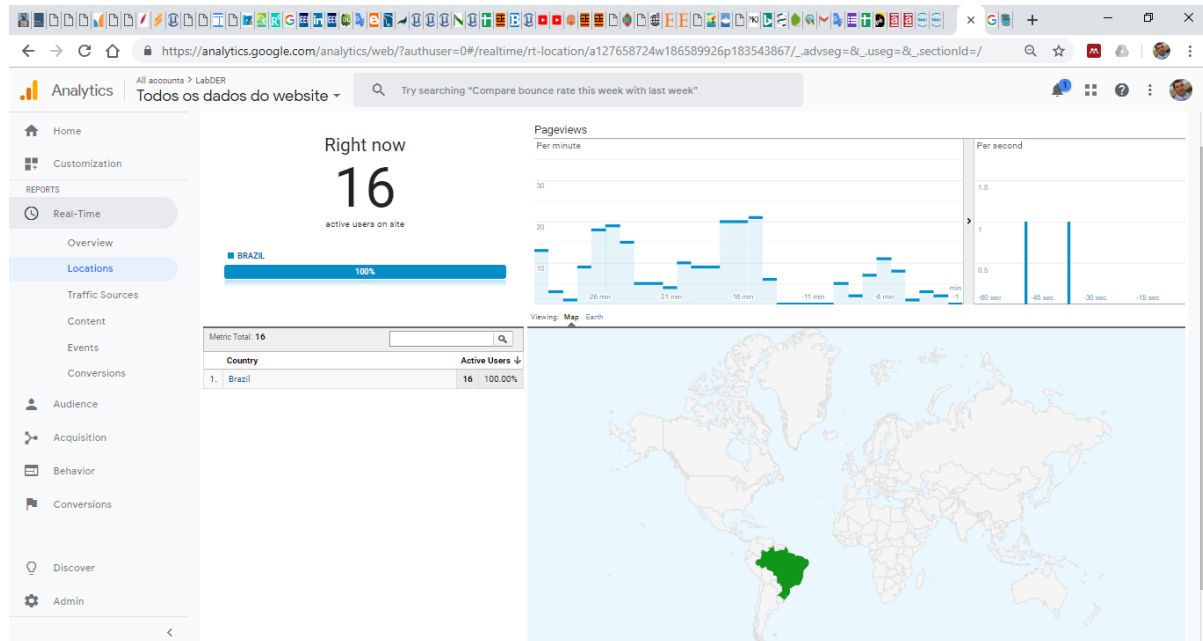 https://analytics.google.com/analytics/web/?authuser=0#/realtime/rt-location/a127658724w186589926p183543867/_.advseg=&_.useg=&_.sectionId=/
Analytics
All accounts > LabDER
Todos os dados do website
Try searching “Compare bounce rate this week with last week”
1
Home
Customization
REPORTS
Real-Time
Overview
Locations
Traffic Sources
Content
Events
Conversions
Audience
Acquisition
Behavior
Conversions
Discover
Admin
Right now
16
active users on site
BRAZIL
100%
Pageviews
Per minute
30
20
10
-26 min
-21 min
-16 min
-11 min
-6 min
min
-1
Per second
1.5
1
0.5
-60 sec
-45 sec
-30 sec
-15 sec
Viewing: Map Earth
Metric Total: 16
Country Active Users
1. Brazil 16 100.00%